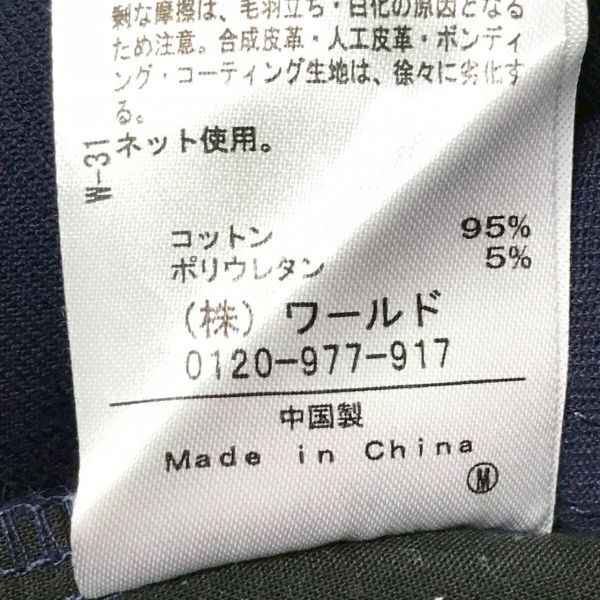 剰な摩擦は、毛羽立ち・白化の原因となる
ため注意。合成皮革・人工皮革・ボンディ
ング・コーティング生地は、徐々に劣化す
る。
ネット使用。
W-31
コットン 95%
ポリウレタン 5%
(株) ワールド
0120-977-917
中国製
Made in China
M